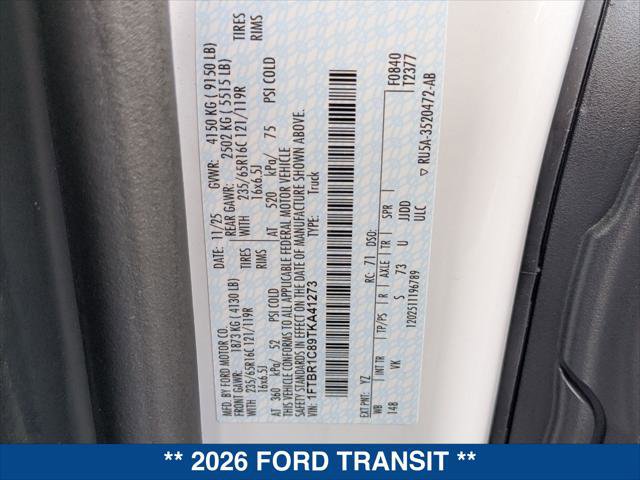 MFD. BY FORD MOTOR CO.
DATE: 11/25 GVWR: 4150 KG ( 9150 LB)
FRONT GAWR: 1873 KG ( 4130 LB) REAR GAWR: 2502 KG ( 5515 LB)
WITH 235/65R16C 121/119R TIRES WITH 235/65R16C 121/119R TIRES
16x6.5J RIMS 16x6.5J RIMS
AT 360 kPa/ 52 PSI COLD AT 520 kPa/ 75 PSI COLD
THIS VEHICLE CONFORMS TO ALL APPLICABLE FEDERAL MOTOR VEHICLE
SAFETY STANDARDS IN EFFECT ON THE DATE OF MANUFACTURE SHOWN ABOVE.
VIN: 1FTBR1C89TKA41273 TYPE: Truck
F0840
T2377
EXT PNT: YZ RC: 71 DSO:
WB INT TR TP/PS R AXLE TR SPR
148 VK S 73 U JJDD
1202511196789 ULC
▽ RU5A-3520472-AB
** 2026 FORD TRANSIT **